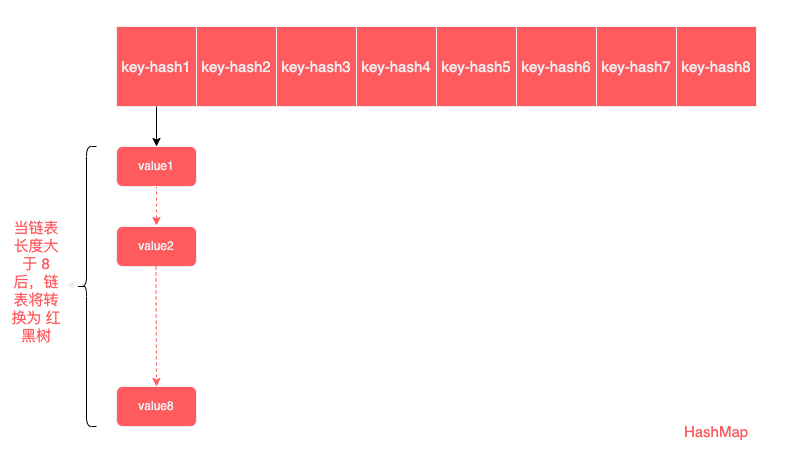 key-hash1 key-hash2 key-hash3 key-hash4 key-hash5 key-hash6 key-hash7 key-hash8
value1
value2
当链表
长度大
于 8
后，链
表将转
换为 红
黑树
value8
HashMap